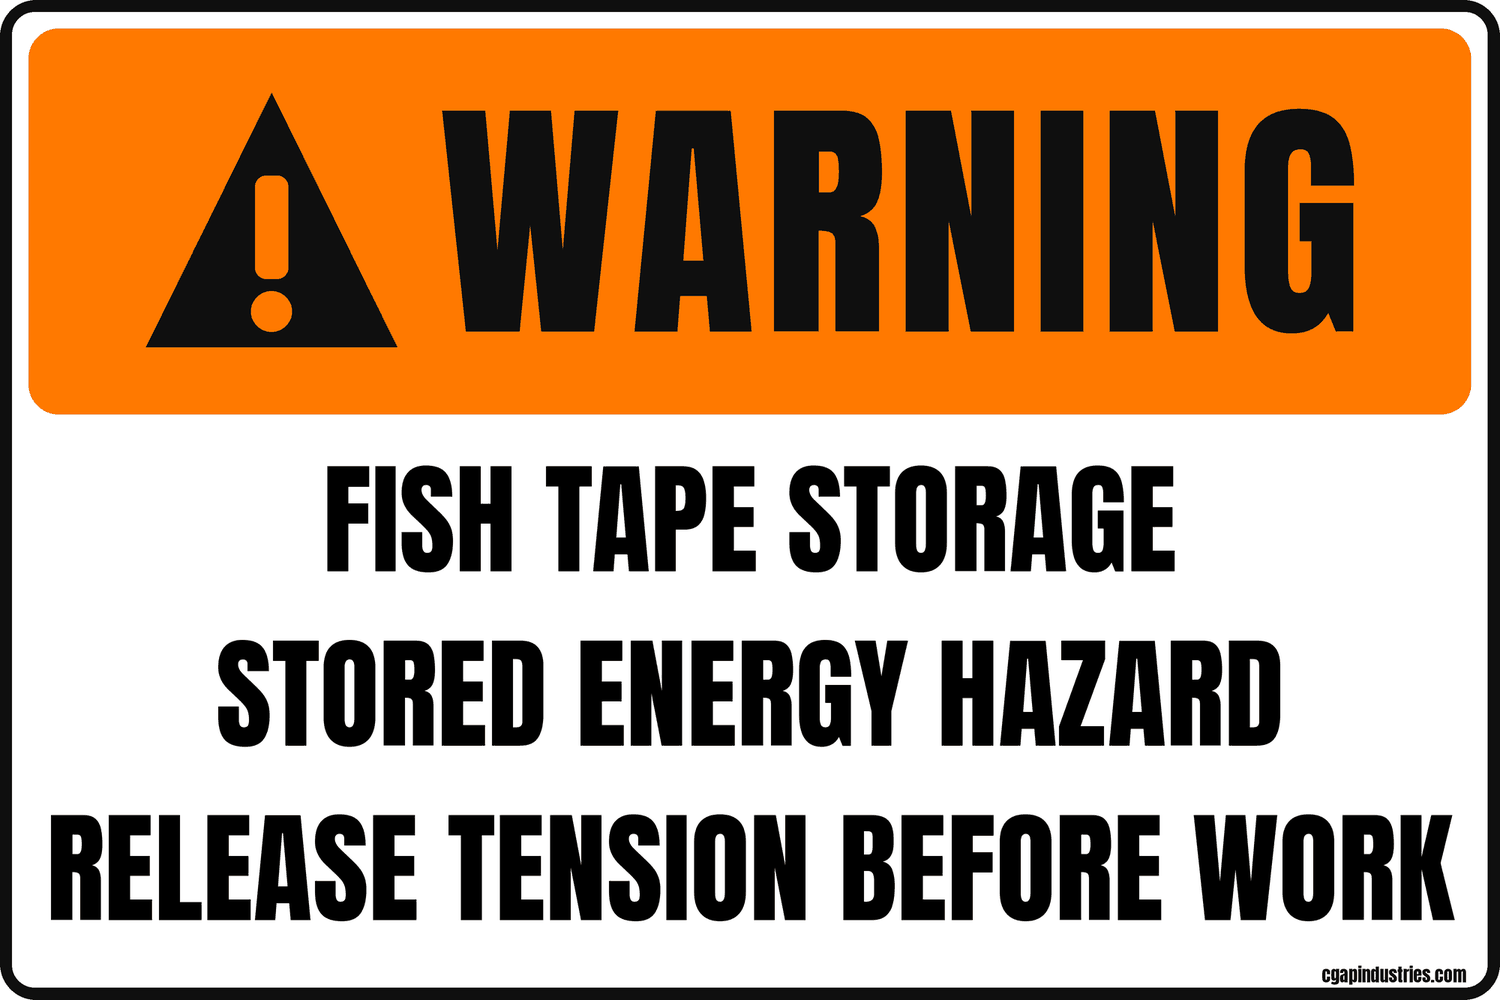 WARNING
FISH TAPE STORAGE
STORED ENERGY HAZARD
RELEASE TENSION BEFORE WORK
cgapindustries.com